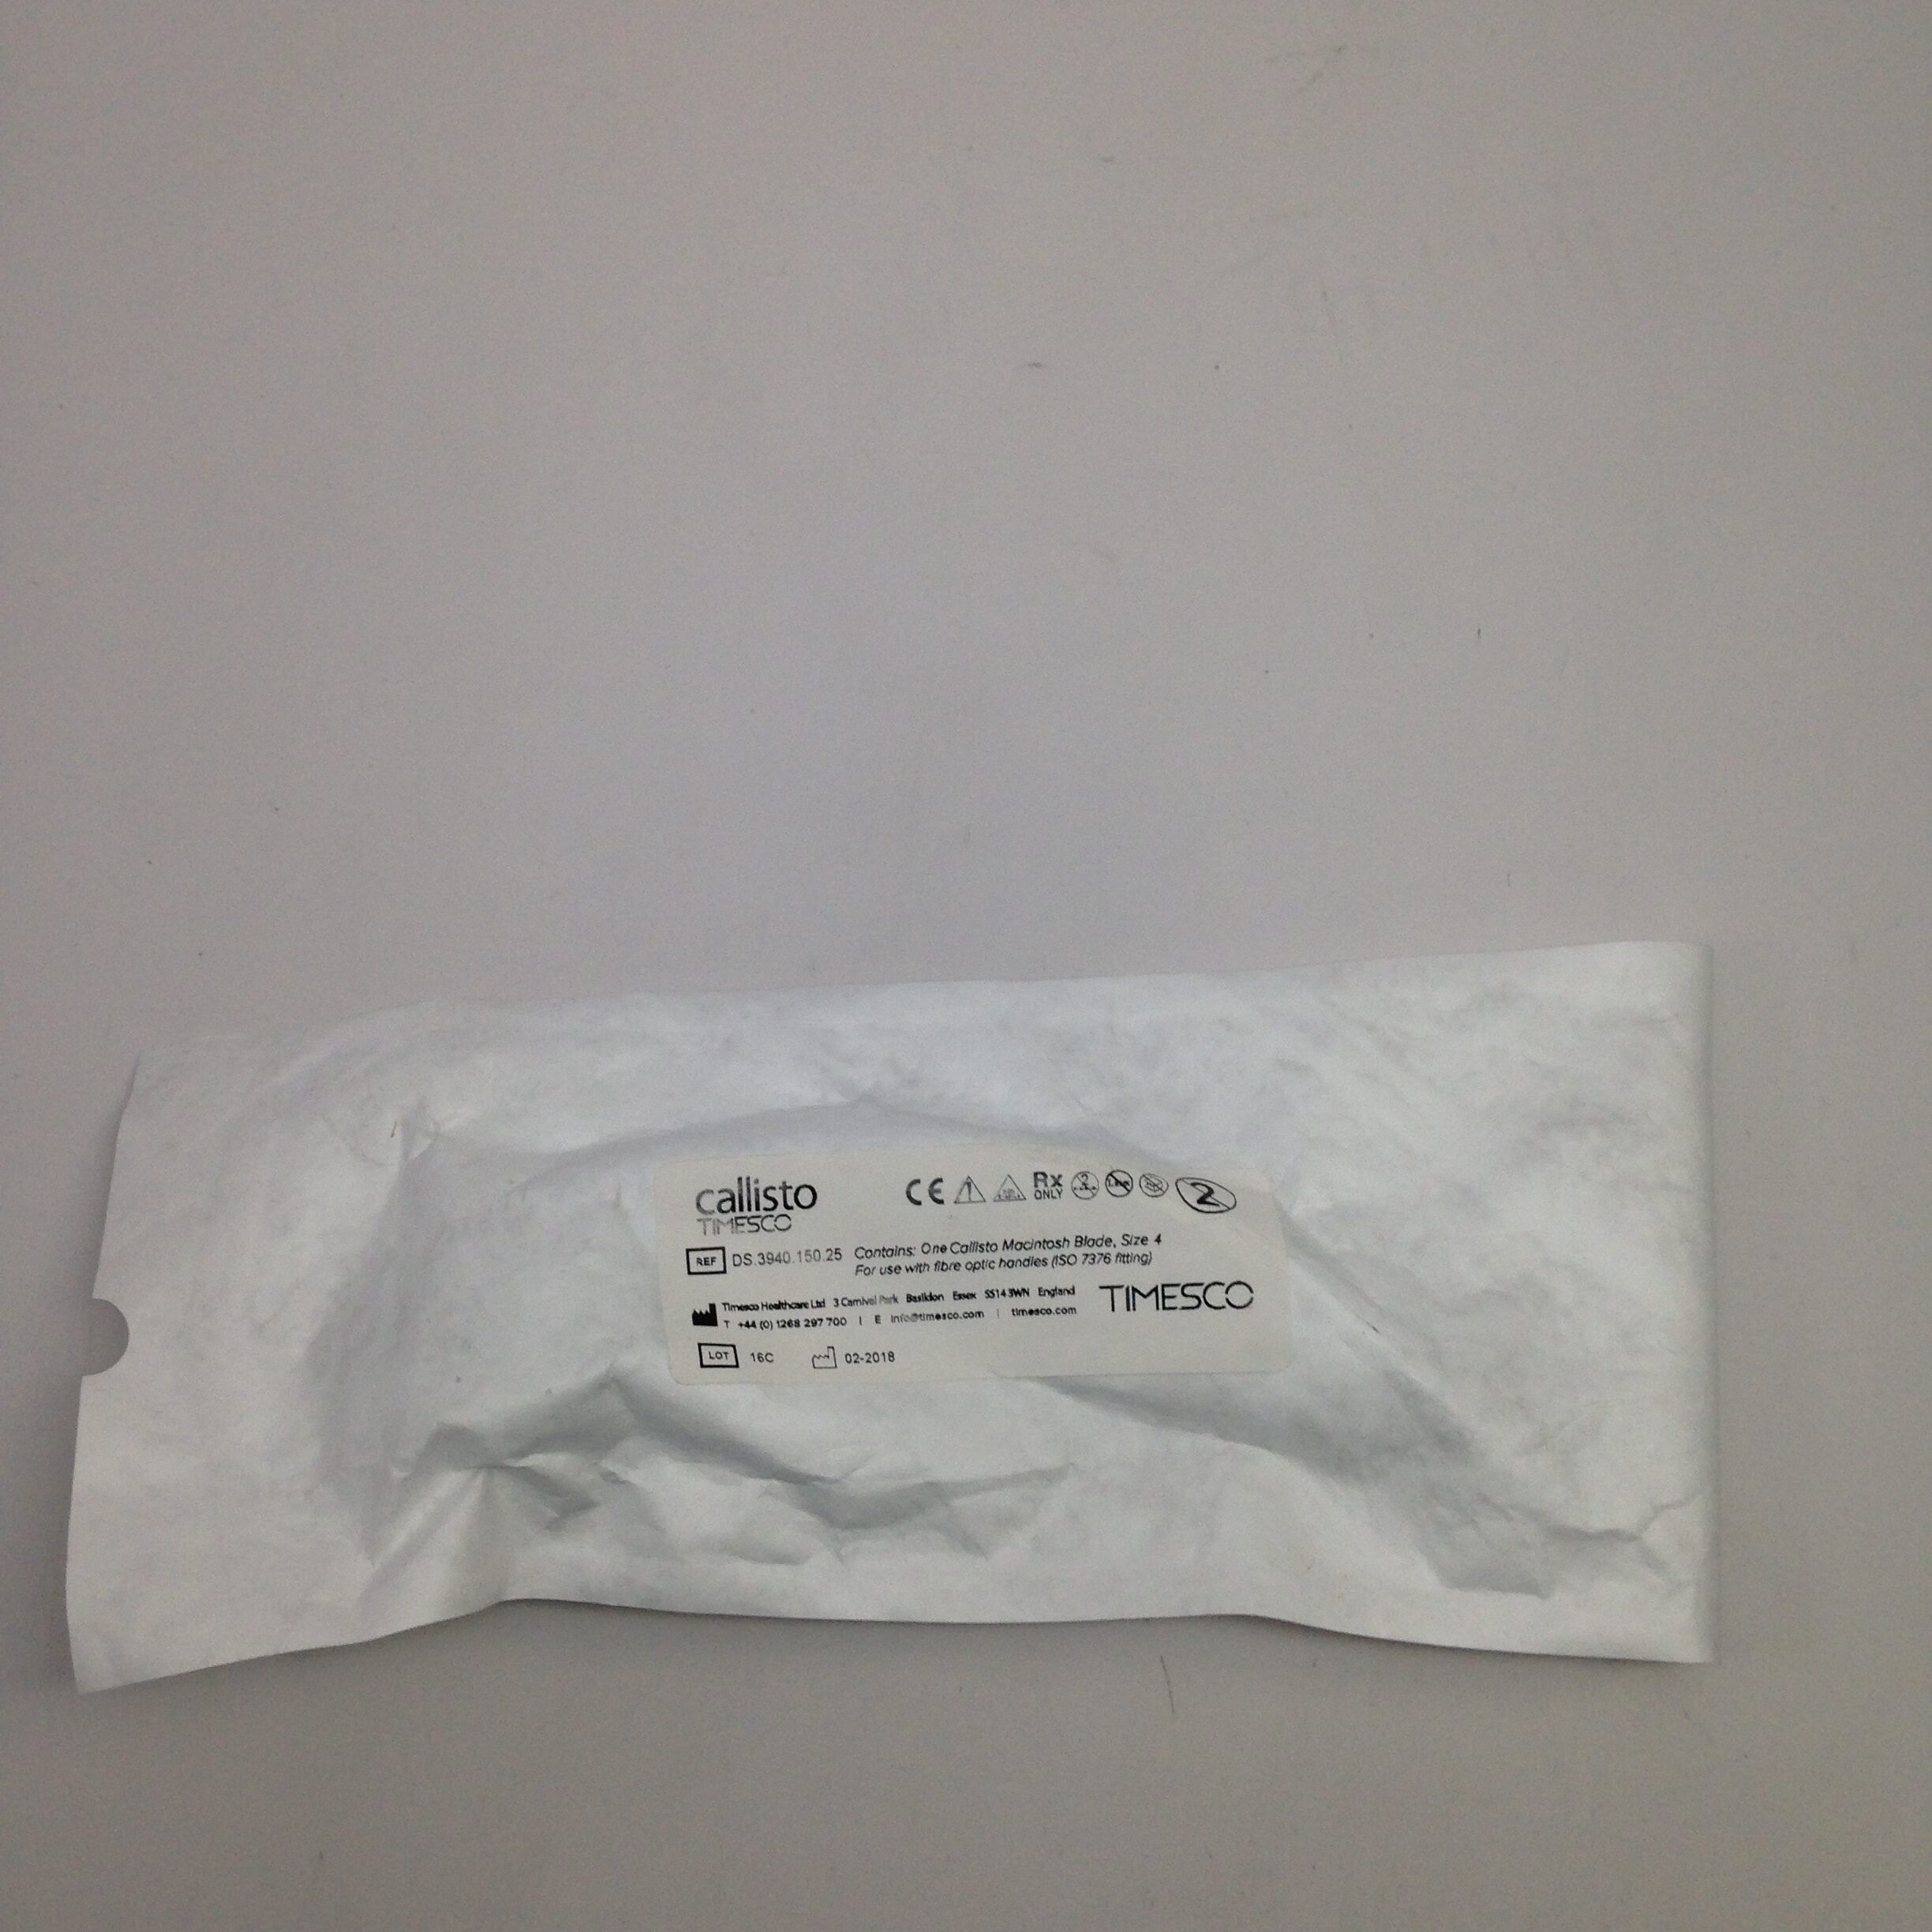 callisto
TIMESCO
CE
Rx
ONLY
2
REF DS.3940.150.25
Contains: One Callisto Macintosh Blade, Size 4
For use with fibre optic handles (ISO 7376 fitting)
Timesco Healthcare Ltd 3 Carnival Park Basildon Essex SS14 3WN England
T +44 (0) 1268 297 700 | E info@timesco.com | timesco.com
TIMESCO
LOT 16C 02-2018